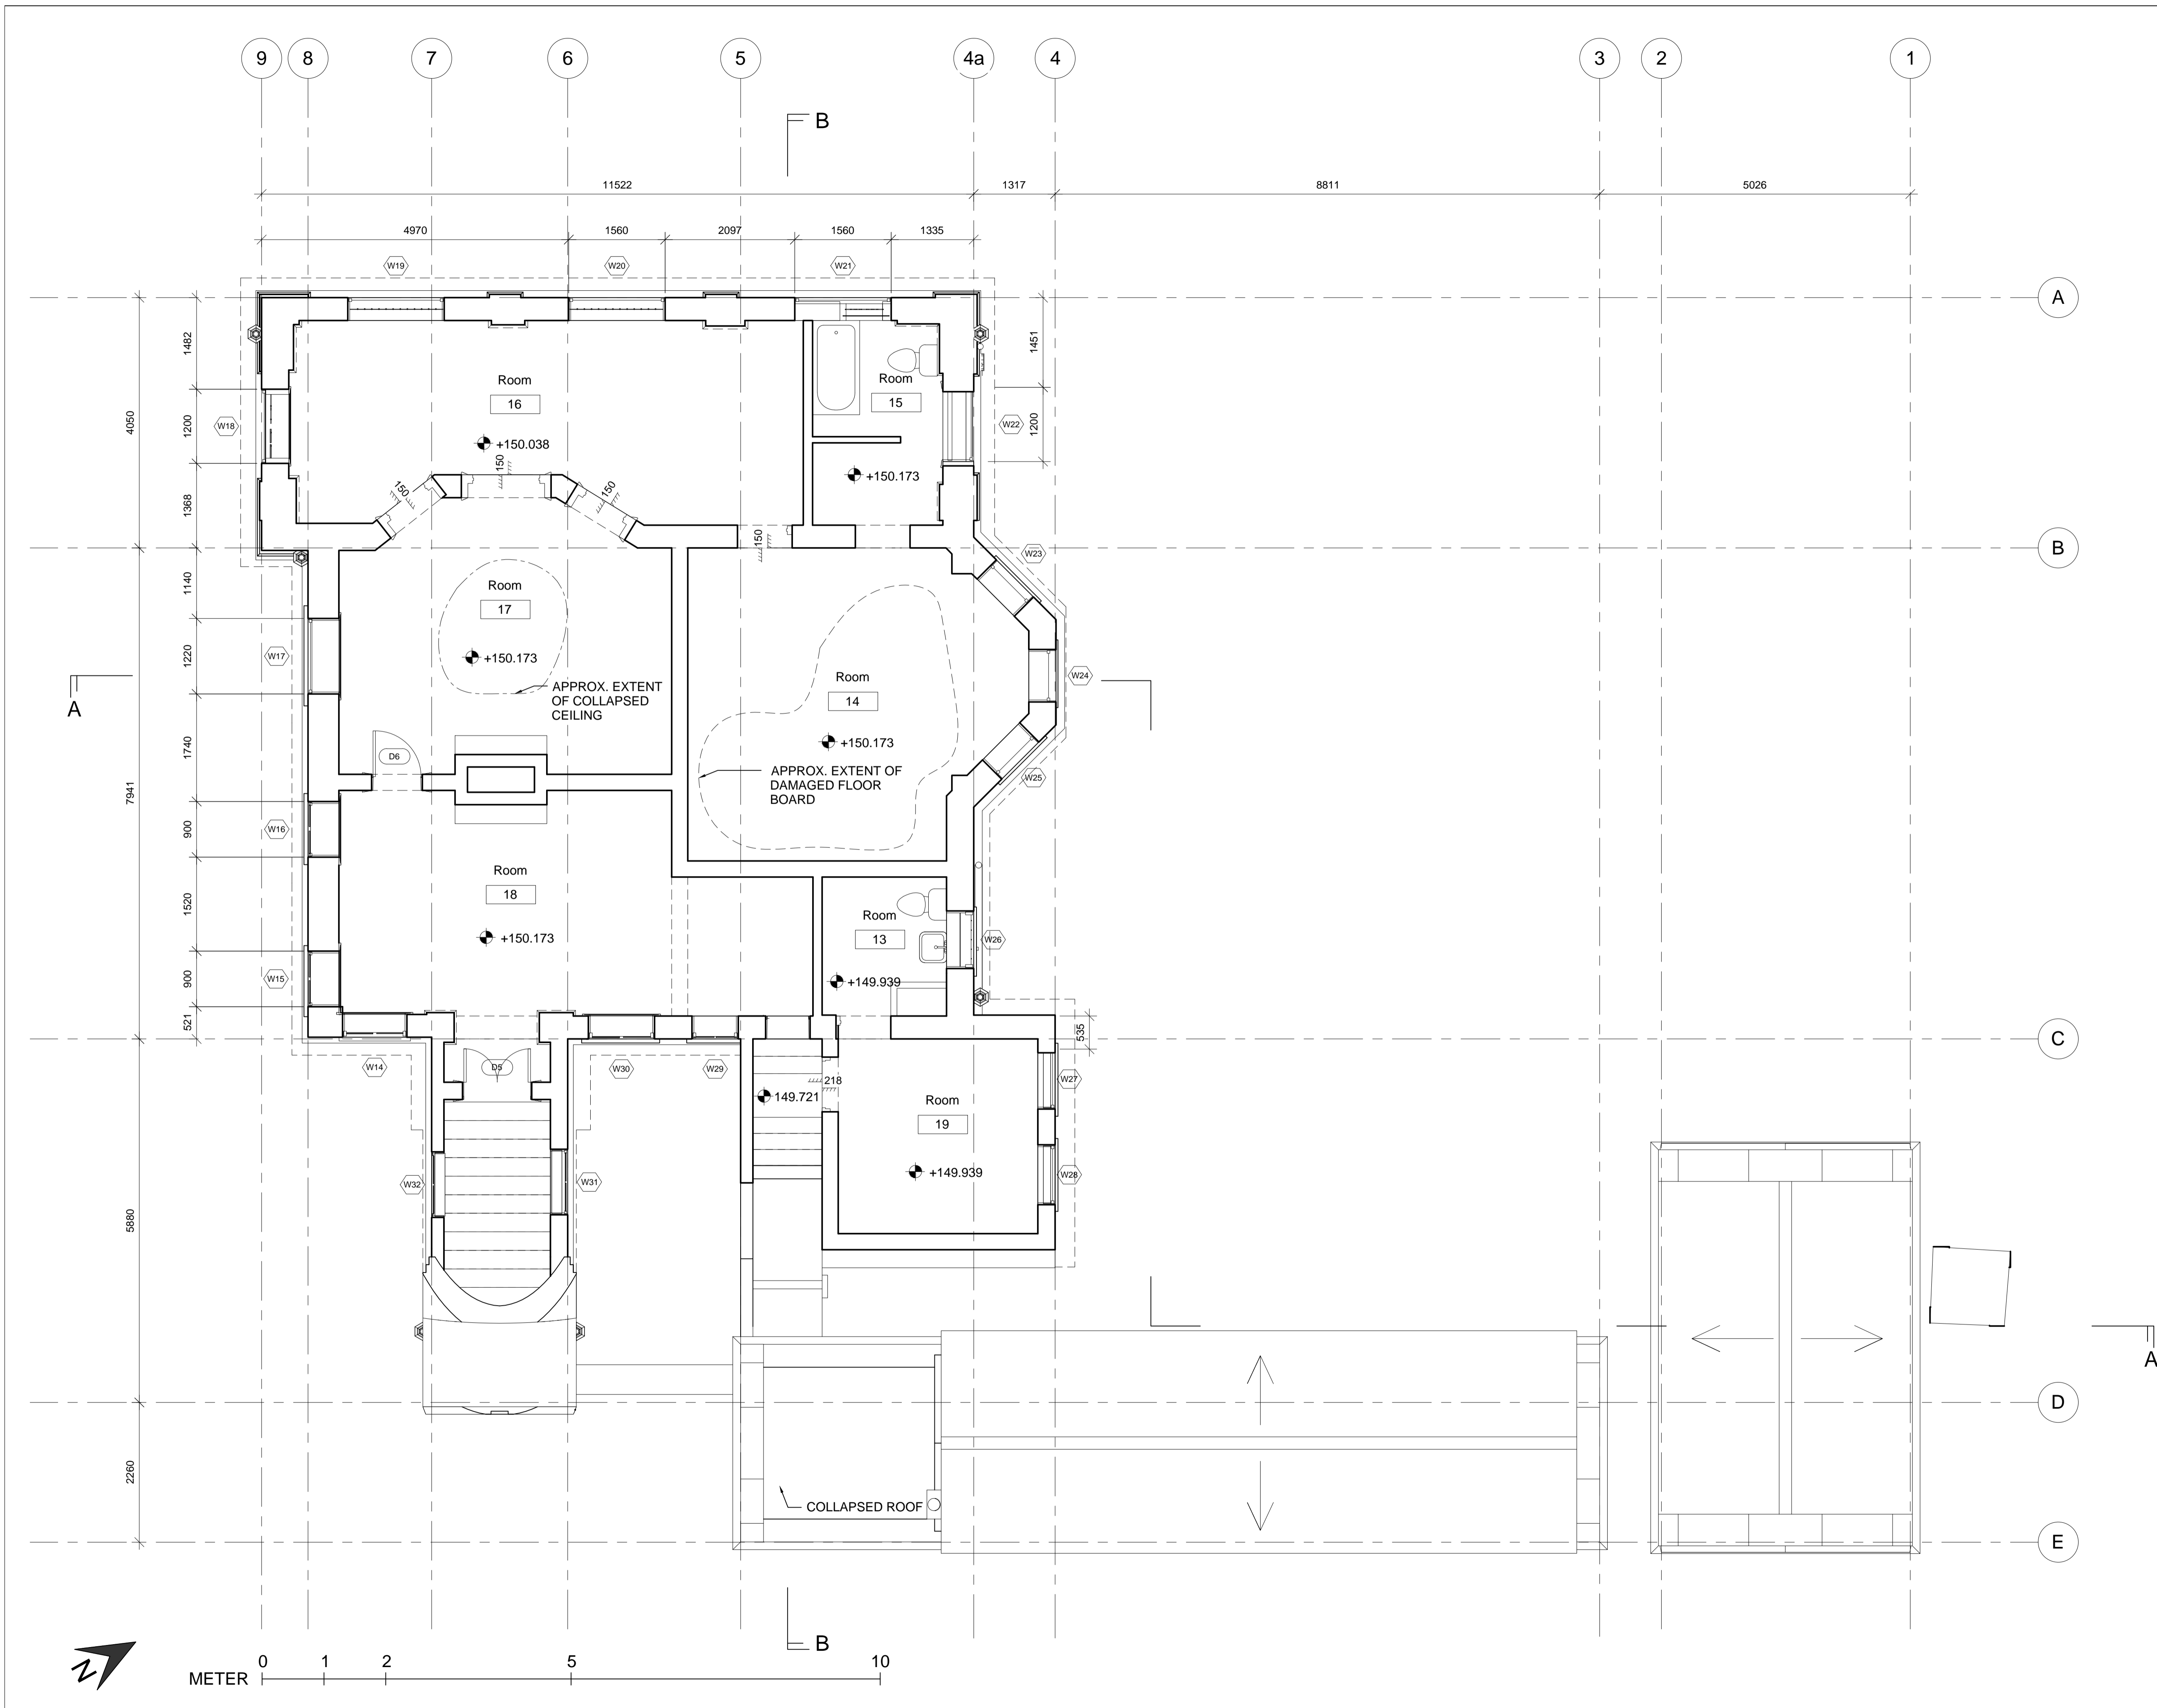 9 8 7 6 5 4a 4 3 2 1
B
11522 1317 8811 5026
4970 1560 2097 1560 1335
W19 W20 W21
A
1482
1451
Room
16
Room
15
4050
1200
W18
W22
1200
+150.038
150
+150.173
150
150
1368
150
B
W23
1140
Room
17
W17
1220
+150.173
Room
14
W24
A
APPROX. EXTENT
OF COLLAPSED
CEILING
+150.173
1740
D6
APPROX. EXTENT OF
DAMAGED FLOOR
BOARD
W25
7941
900
W16
Room
18
1520
Room
13
+150.173
W26
900
W15
+149.939
521
535
C
W14
D5
W30
W29
218
W27
149.721
Room
19
W32
W31
+149.939
W28
5880
A
D
2260
COLLAPSED ROOF
E
B
N
METER 0 1 2 5 10